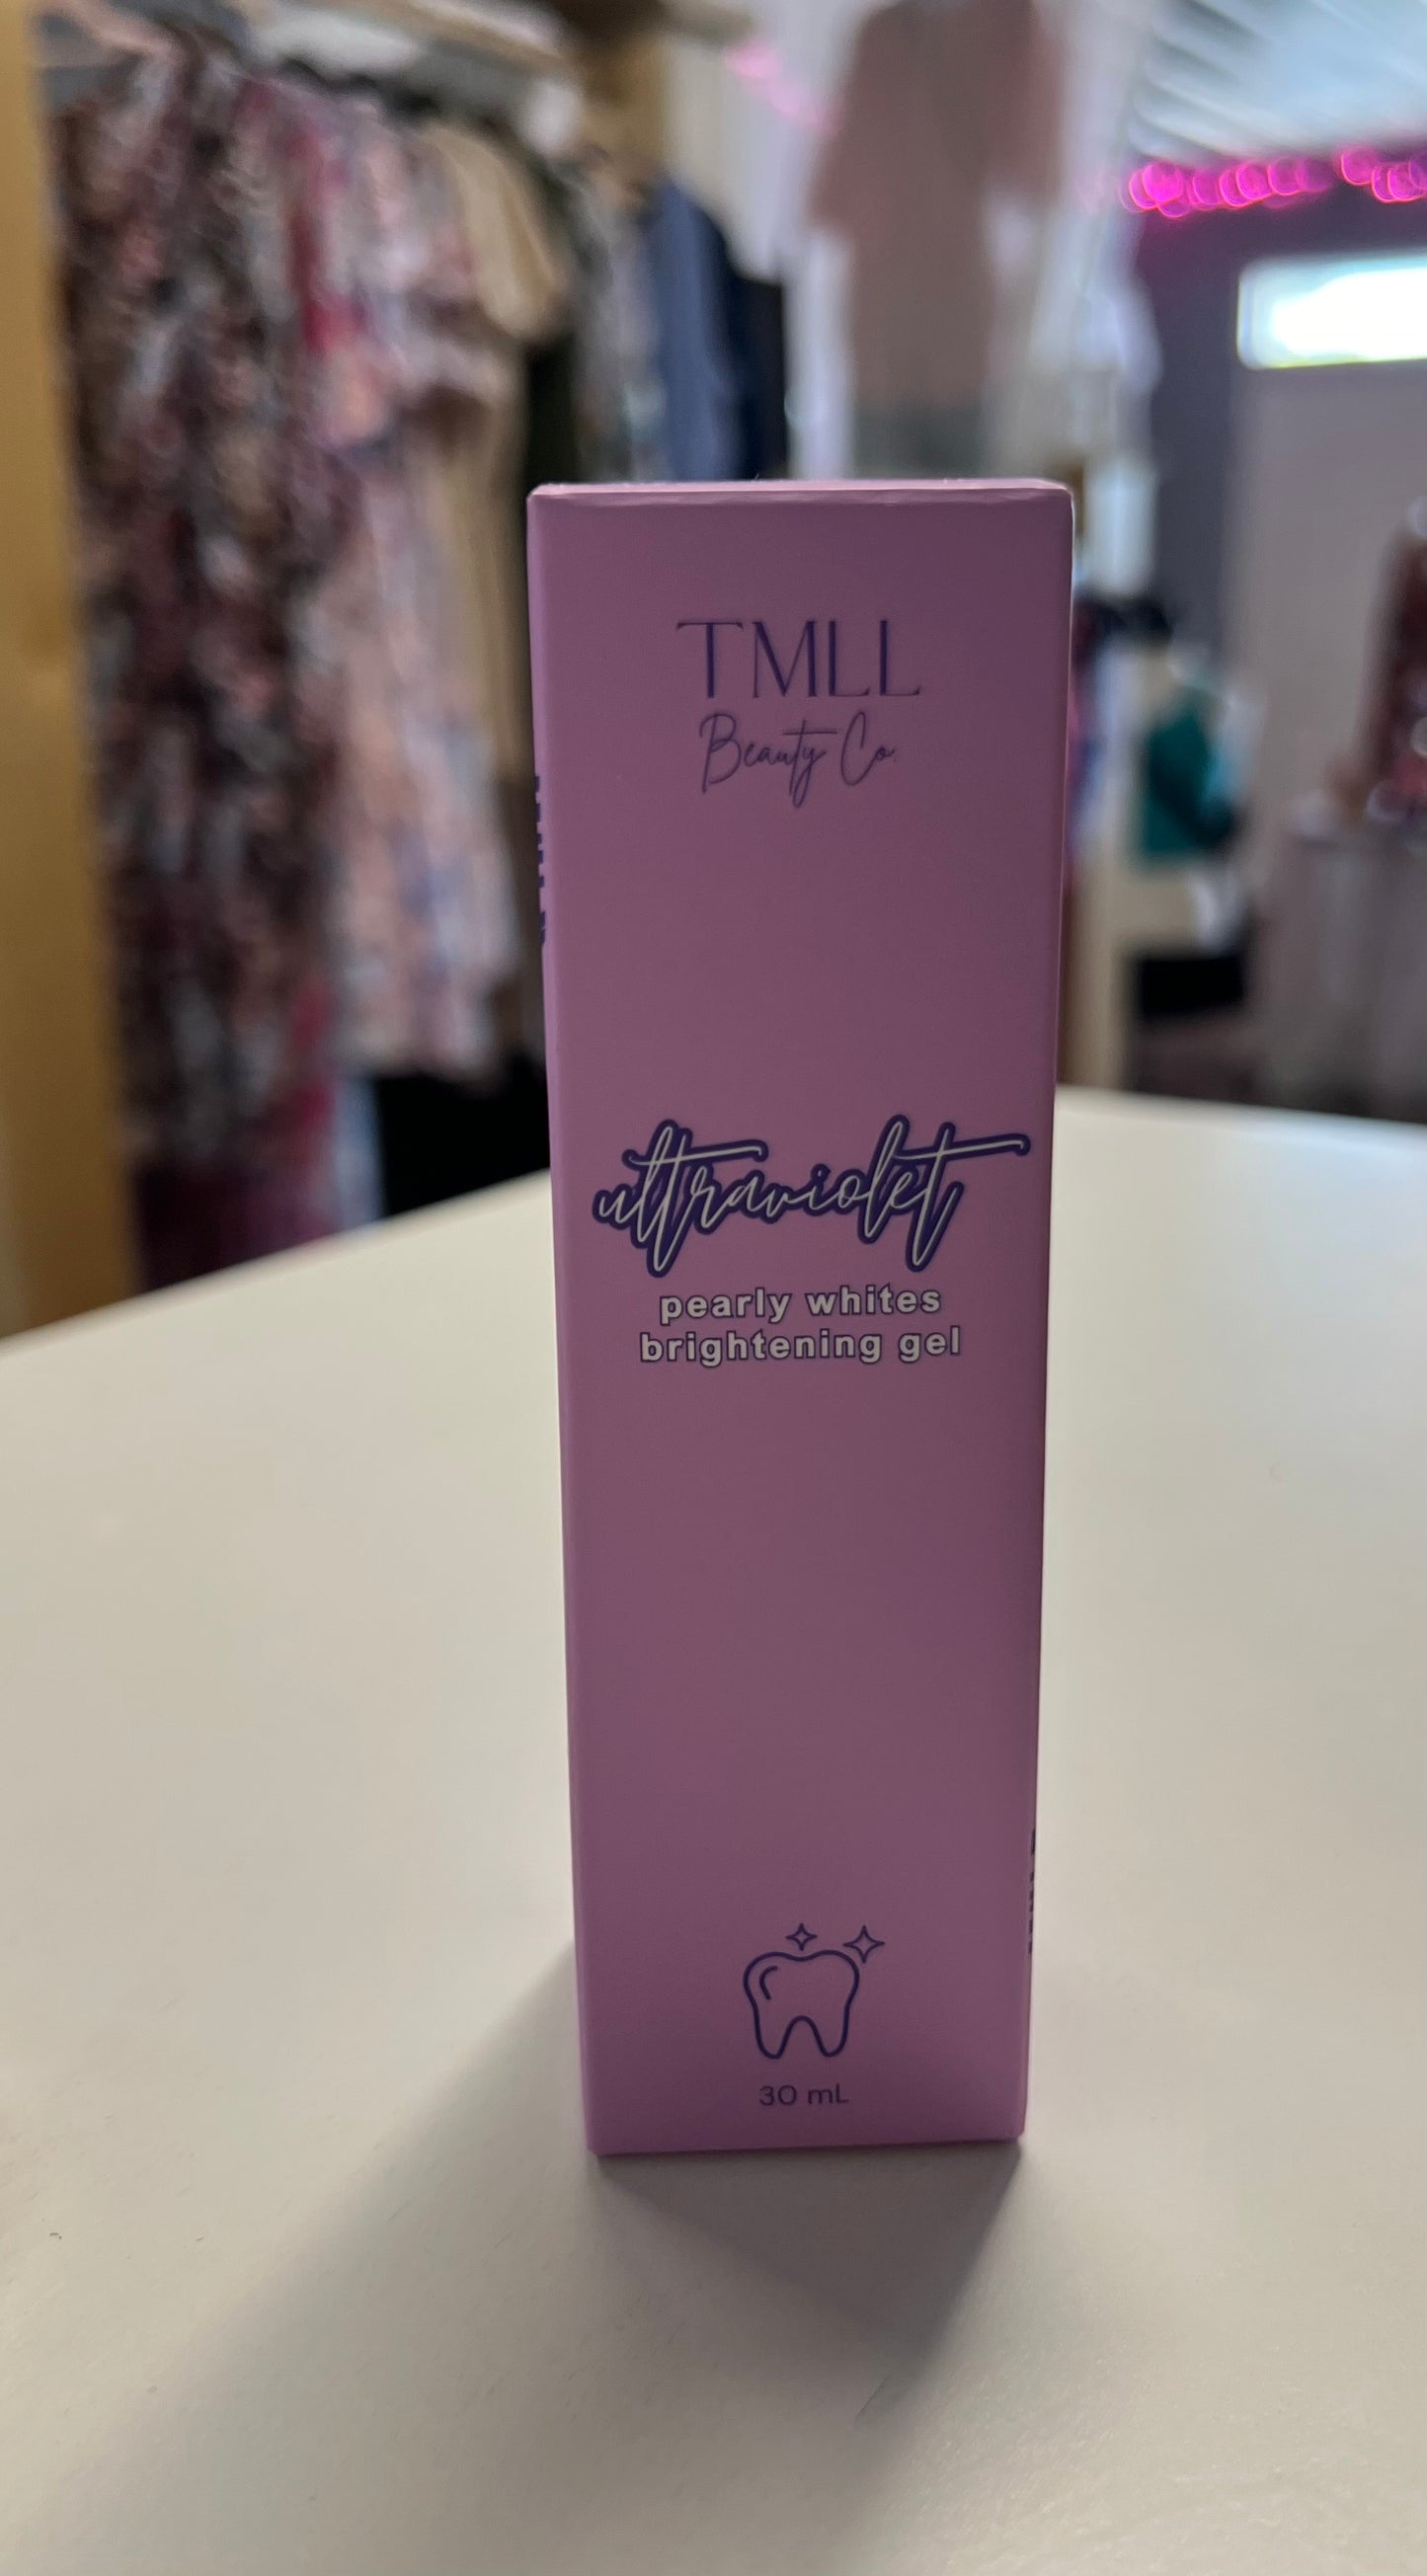 TMLL
Beauty Co.
ultraviolet
pearly whites
brightening gel
30 mL